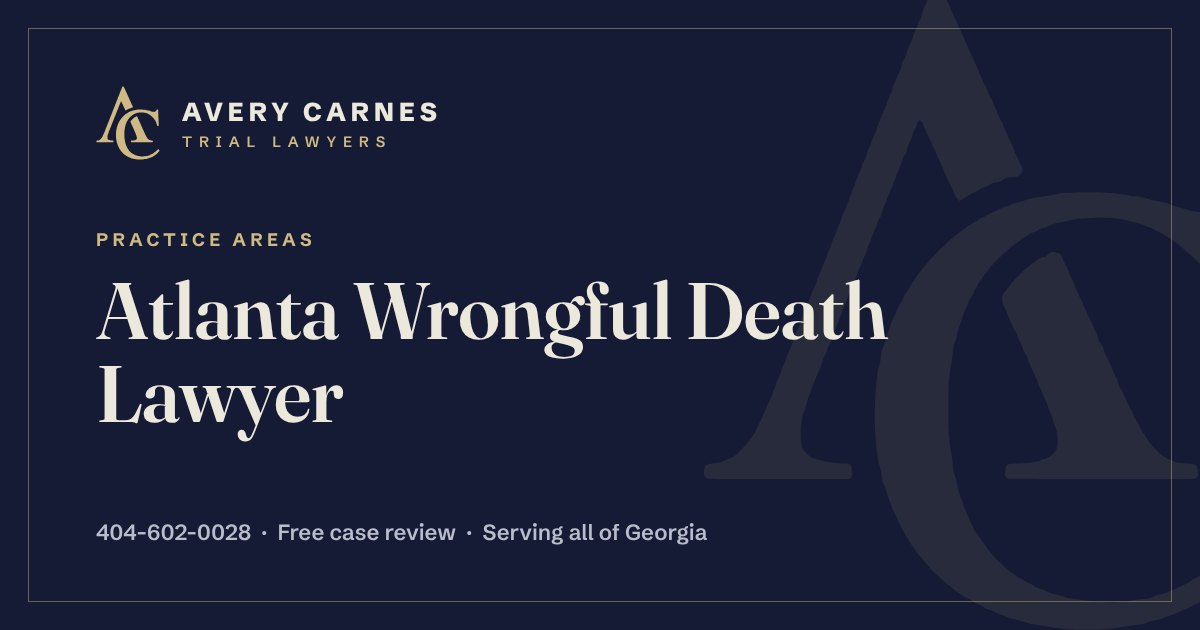 AVERY CARNES
TRIAL LAWYERS
PRACTICE AREAS
Atlanta Wrongful Death
Lawyer
404-602-0028 · Free case review · Serving all of Georgia